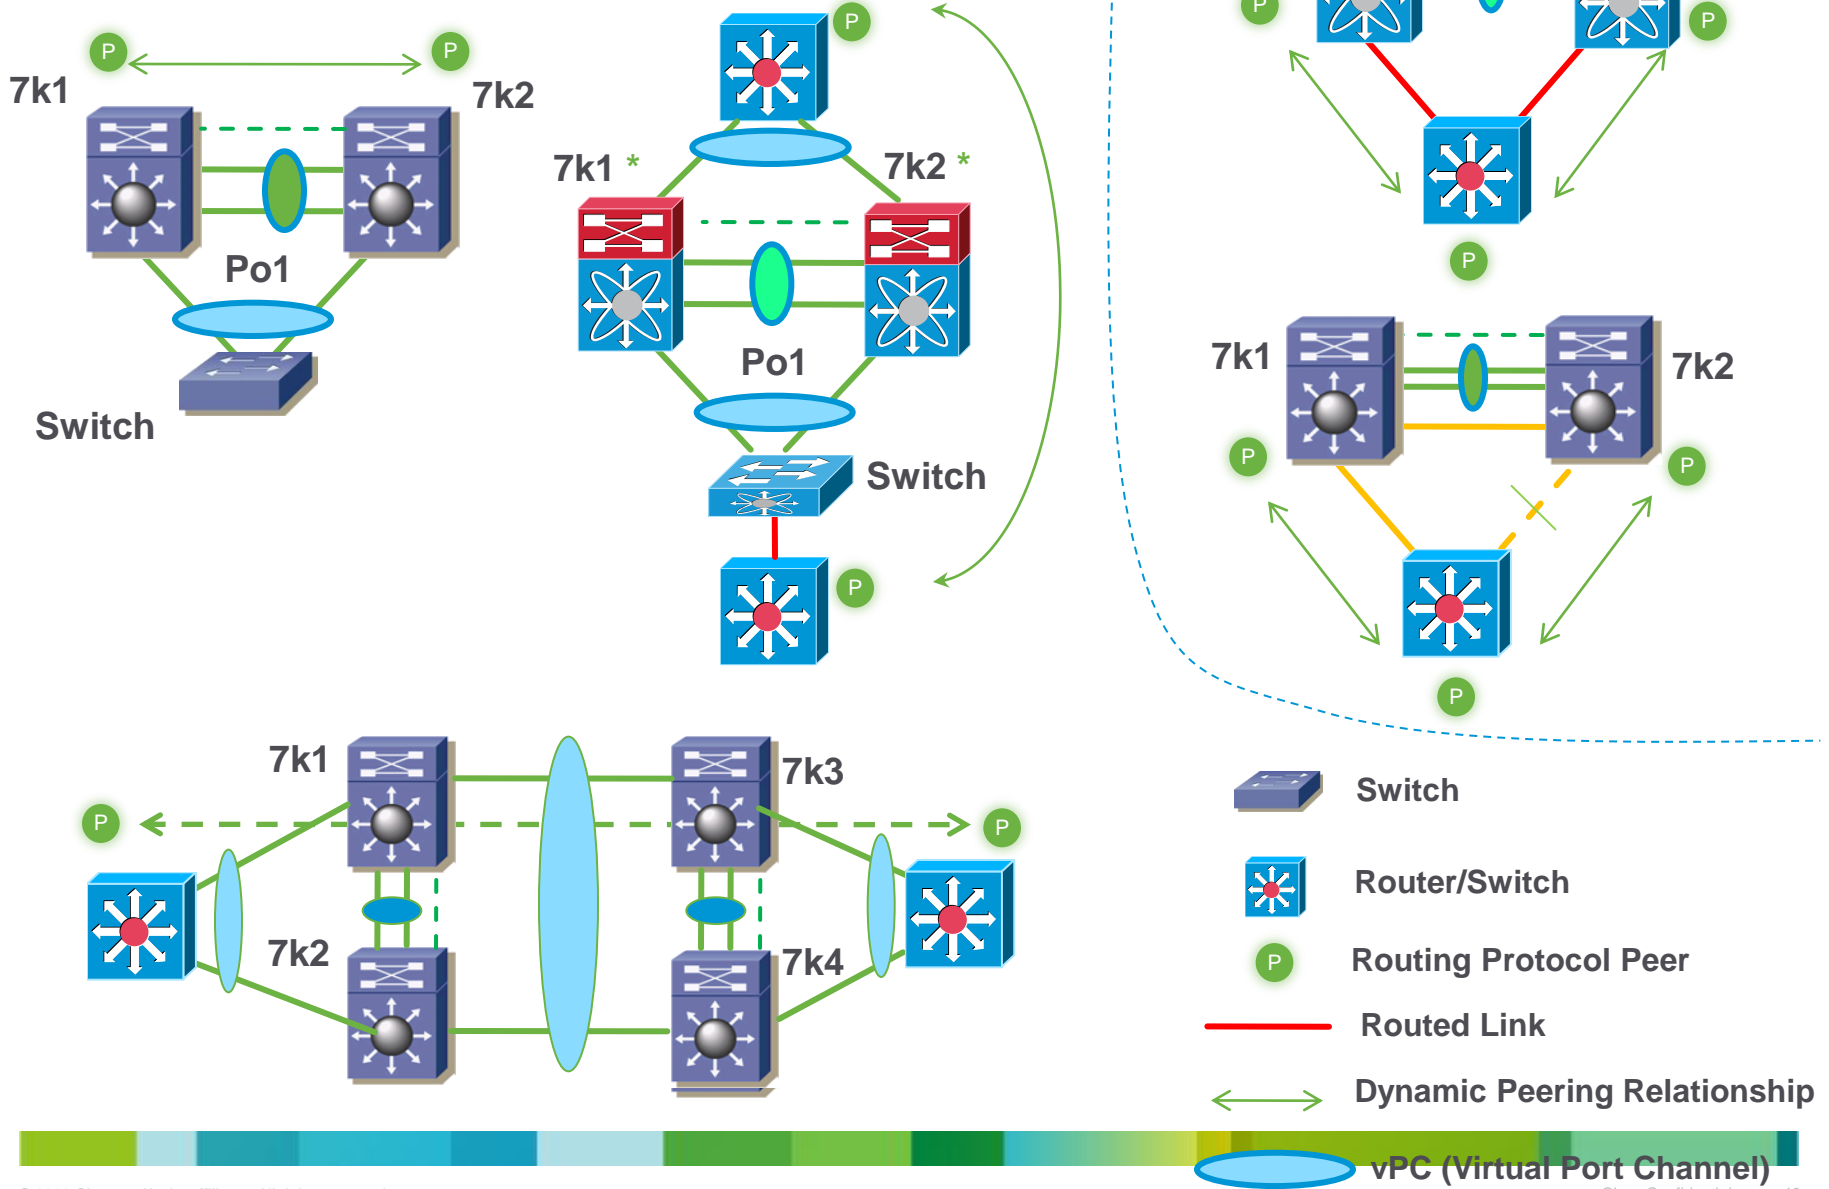 P
P
P
P
P
7k1
7k2
7k1 *
7k2 *
Po1
Po1
Switch
Switch
P
P
7k1
7k2
P
P
P
7k1
7k3
P
P
7k2
7k4
Switch
Router/Switch
P
Routing Protocol Peer
Routed Link
Dynamic Peering Relationship
vPC (Virtual Port Channel)